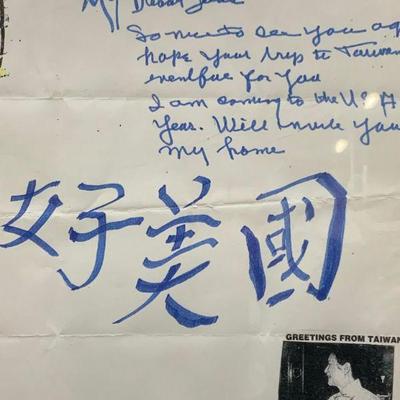 My Dear
So nice to see you ag
hope your trip to Taiwan
eventful for you
I am coming to the U.S. A
Year. Will invite you
my home
好美國
GREETINGS FROM TAIWAN